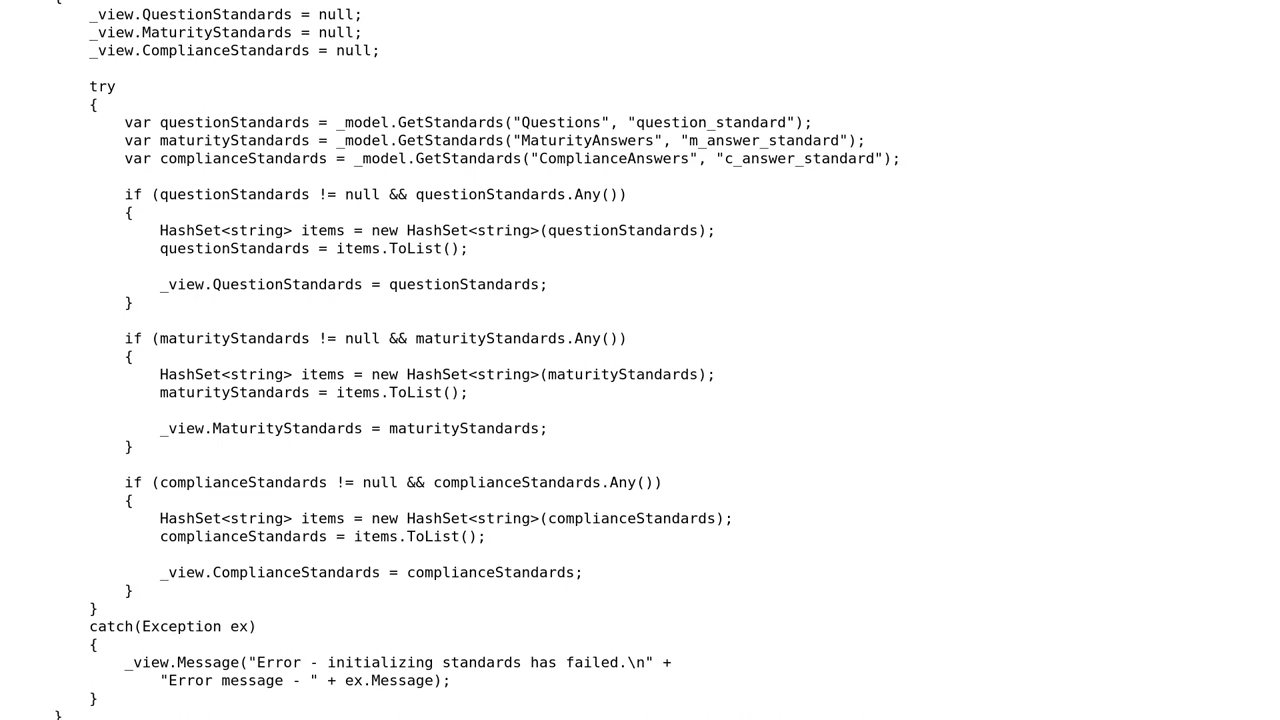 {
_view.QuestionStandards = null;
_view.MaturityStandards = null;
_view.ComplianceStandards = null;
try
{
var questionStandards = _model.GetStandards("Questions", "question_standard");
var maturityStandards = _model.GetStandards("MaturityAnswers", "m_answer_standard");
var complianceStandards = _model.GetStandards("ComplianceAnswers", "c_answer_standard");
if (questionStandards != null && questionStandards.Any())
{
HashSet<string> items = new HashSet<string>(questionStandards);
questionStandards = items.ToList();
_view.QuestionStandards = questionStandards;
}
if (maturityStandards != null && maturityStandards.Any())
{
HashSet<string> items = new HashSet<string>(maturityStandards);
maturityStandards = items.ToList();
_view.MaturityStandards = maturityStandards;
}
if (complianceStandards != null && complianceStandards.Any())
{
HashSet<string> items = new HashSet<string>(complianceStandards);
complianceStandards = items.ToList();
_view.ComplianceStandards = complianceStandards;
}
}
catch(Exception ex)
{
_view.Message("Error - initializing standards has failed.\n" +
"Error message - " + ex.Message);
}
}